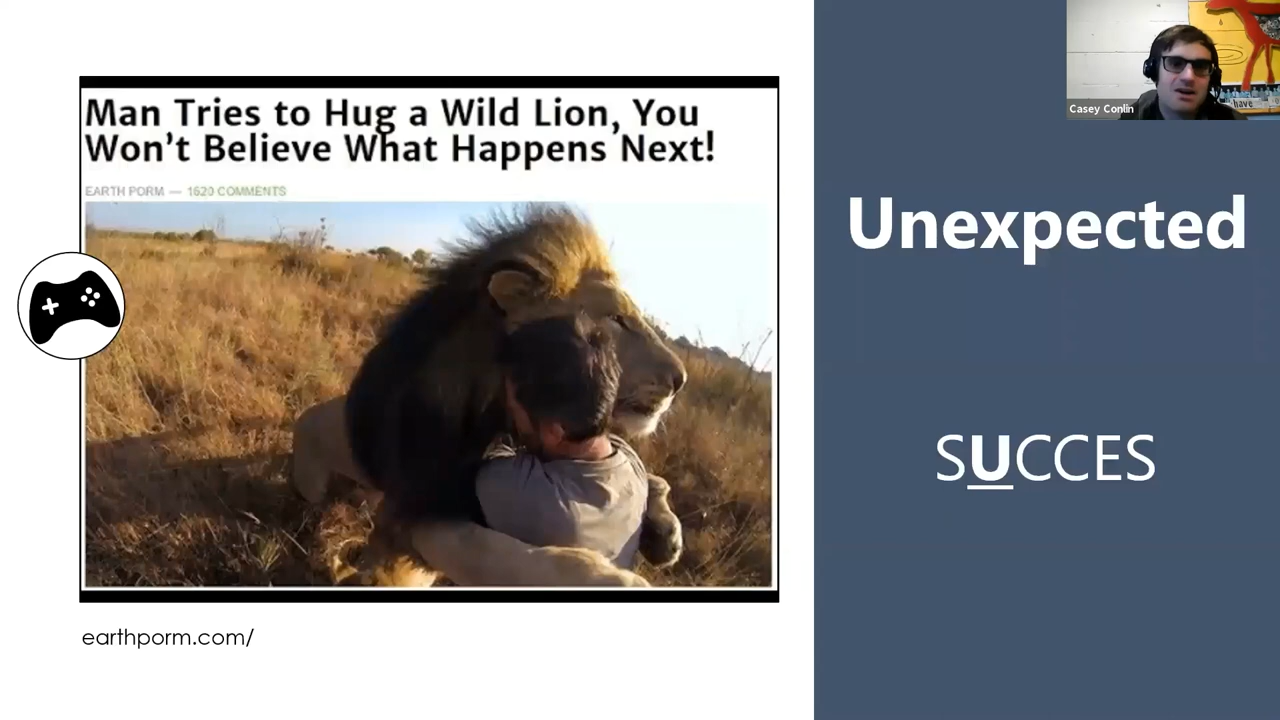 Man Tries to Hug a Wild Lion, You
Won't Believe What Happens Next!
EARTH PORM — 1620 COMMENTS
earthporm.com/
Casey Conlin
have
Unexpected
SUCCES